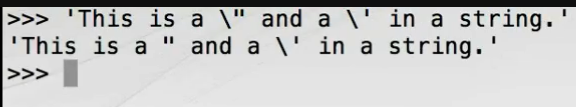 >>> 'This is a \" and a \' in a string.'
'This is a " and a \' in a string.'
>>>